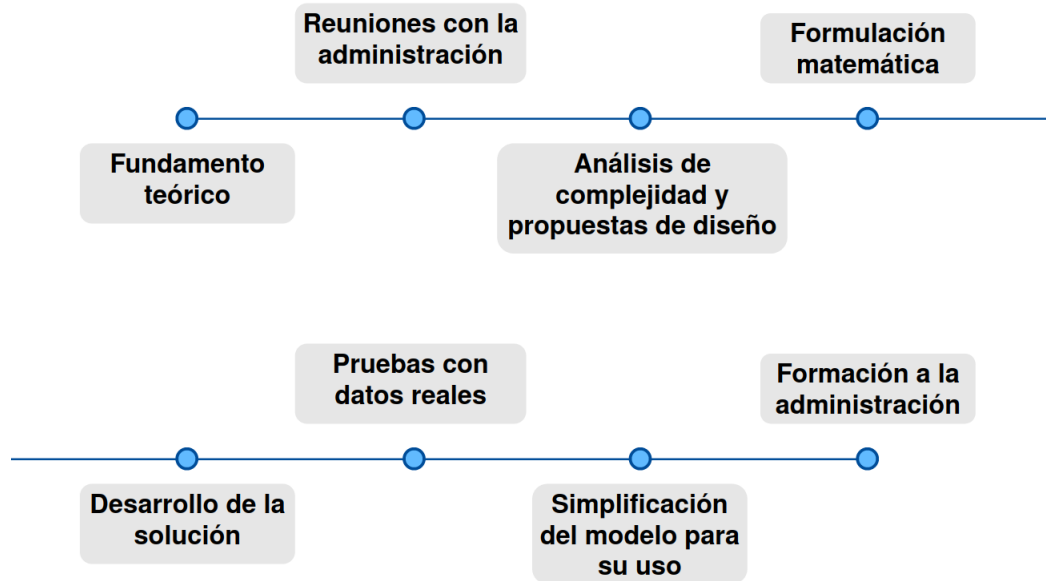 Reuniones con la
administración
Formulación
matemática
Fundamento
teórico
Análisis de
complejidad y
propuestas de diseño
Pruebas con
datos reales
Formación a la
administración
Desarrollo de la
solución
Simplificación
del modelo para
su uso